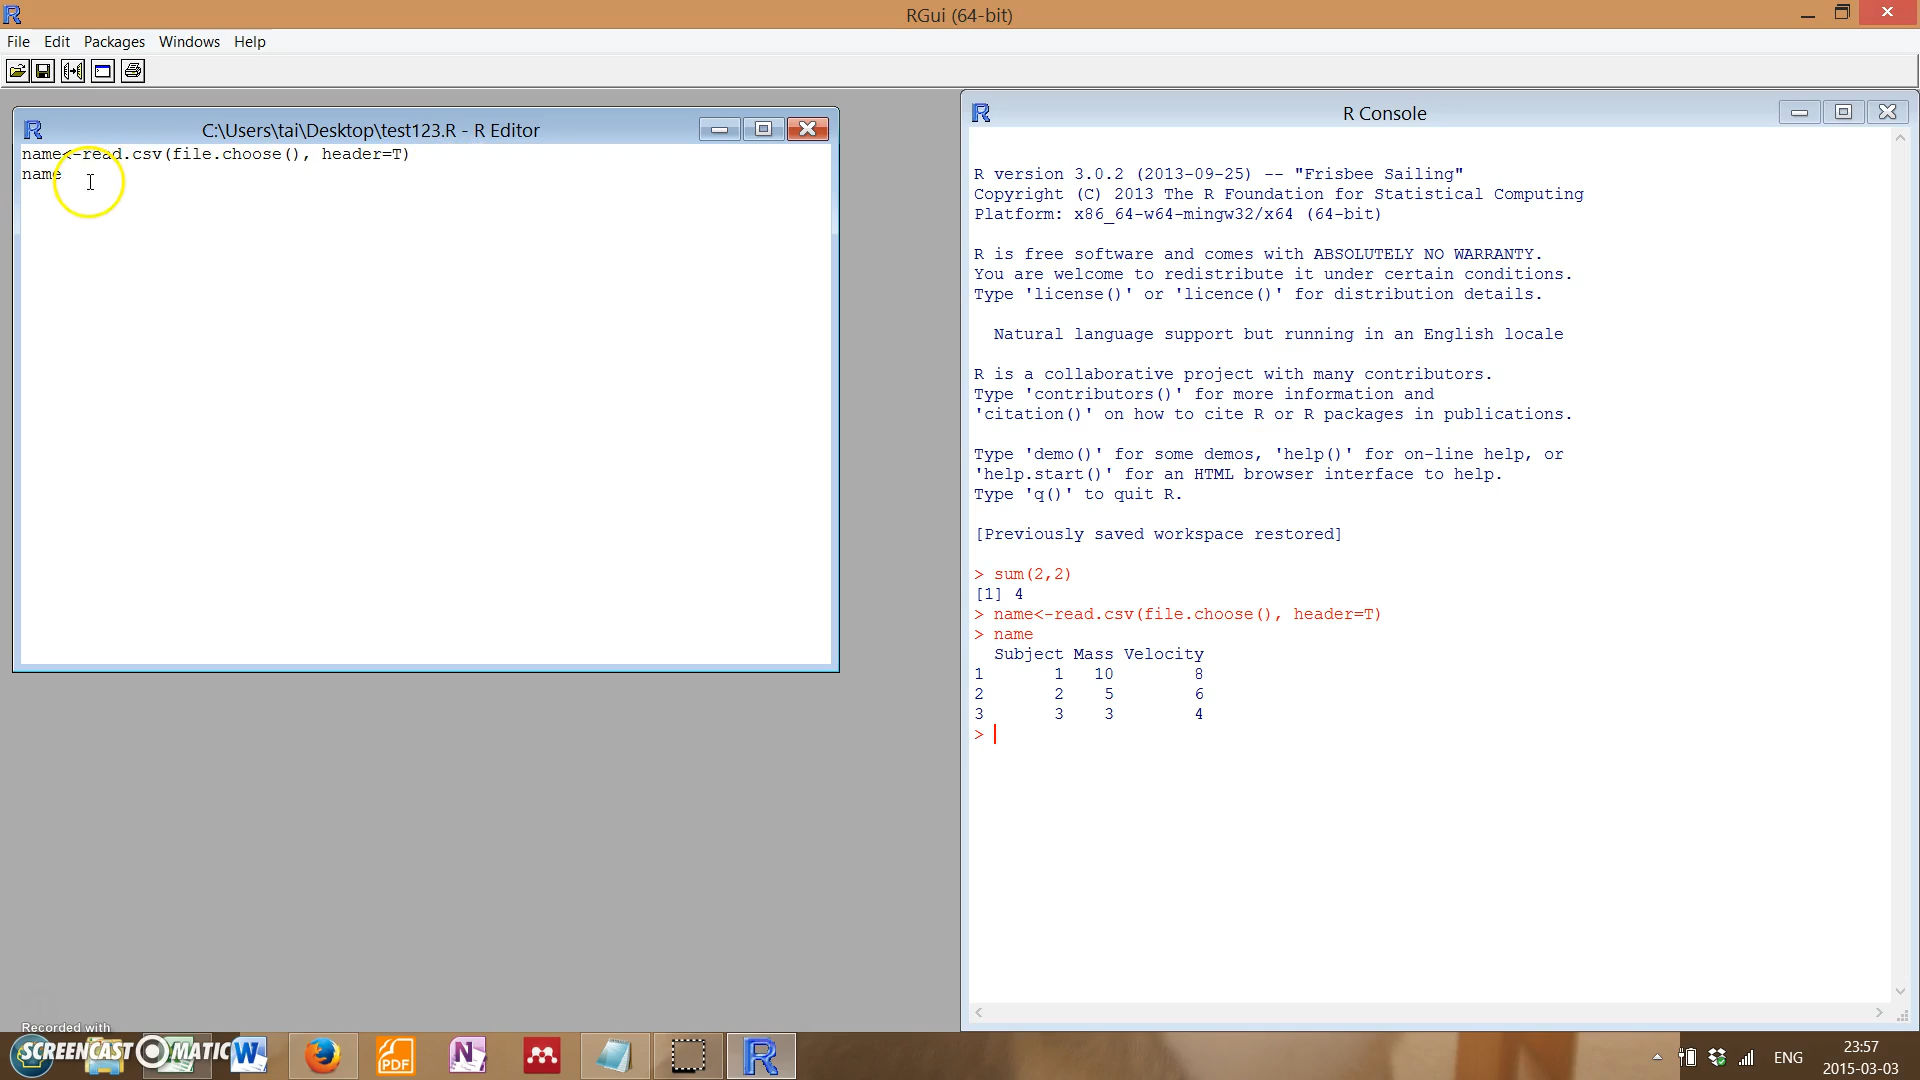 RGui (64-bit)
File Edit Packages Windows Help
C:\Users\tai\Desktop\test123.R - R Editor
name<-read.csv(file.choose(), header=T)
name
R Console
R version 3.0.2 (2013-09-25) -- "Frisbee Sailing"
Copyright (C) 2013 The R Foundation for Statistical Computing
Platform: x86_64-w64-mingw32/x64 (64-bit)
R is free software and comes with ABSOLUTELY NO WARRANTY.
You are welcome to redistribute it under certain conditions.
Type 'license()' or 'licence()' for distribution details.
Natural language support but running in an English locale
R is a collaborative project with many contributors.
Type 'contributors()' for more information and
'citation()' on how to cite R or R packages in publications.
Type 'demo()' for some demos, 'help()' for on-line help, or
'help.start()' for an HTML browser interface to help.
Type 'q()' to quit R.
[Previously saved workspace restored]
> sum(2,2)
[1] 4
> name<-read.csv(file.choose(), header=T)
> name
Subject Mass Velocity
1 1 10 8
2 2 5 6
3 3 3 4
>
Recorded with
SCREENCAST MATIC
PDF
ENG
23:57
2015-03-03